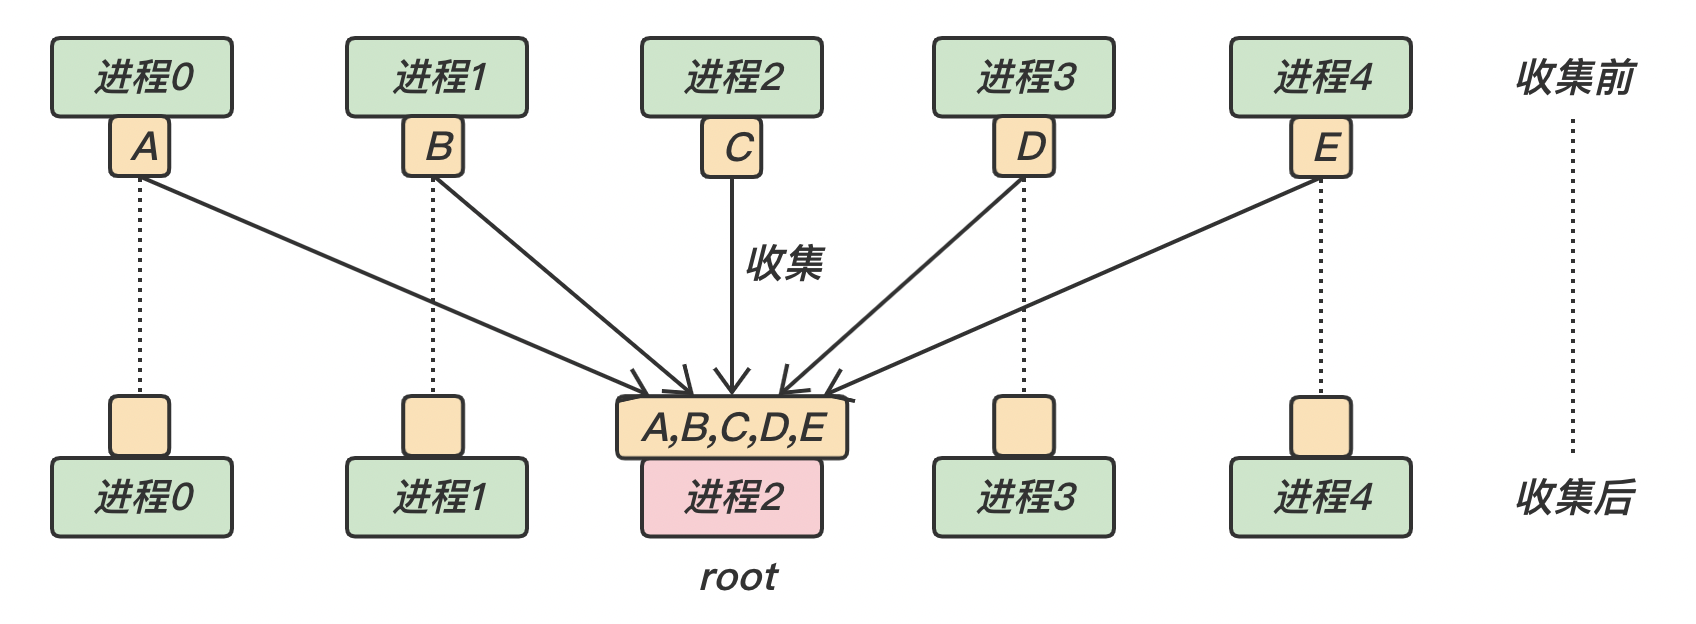 进程0 进程1 进程2 进程3 进程4 收集前
A B C D E
收集
A,B,C,D,E
进程0 进程1 进程2 进程3 进程4 收集后
root